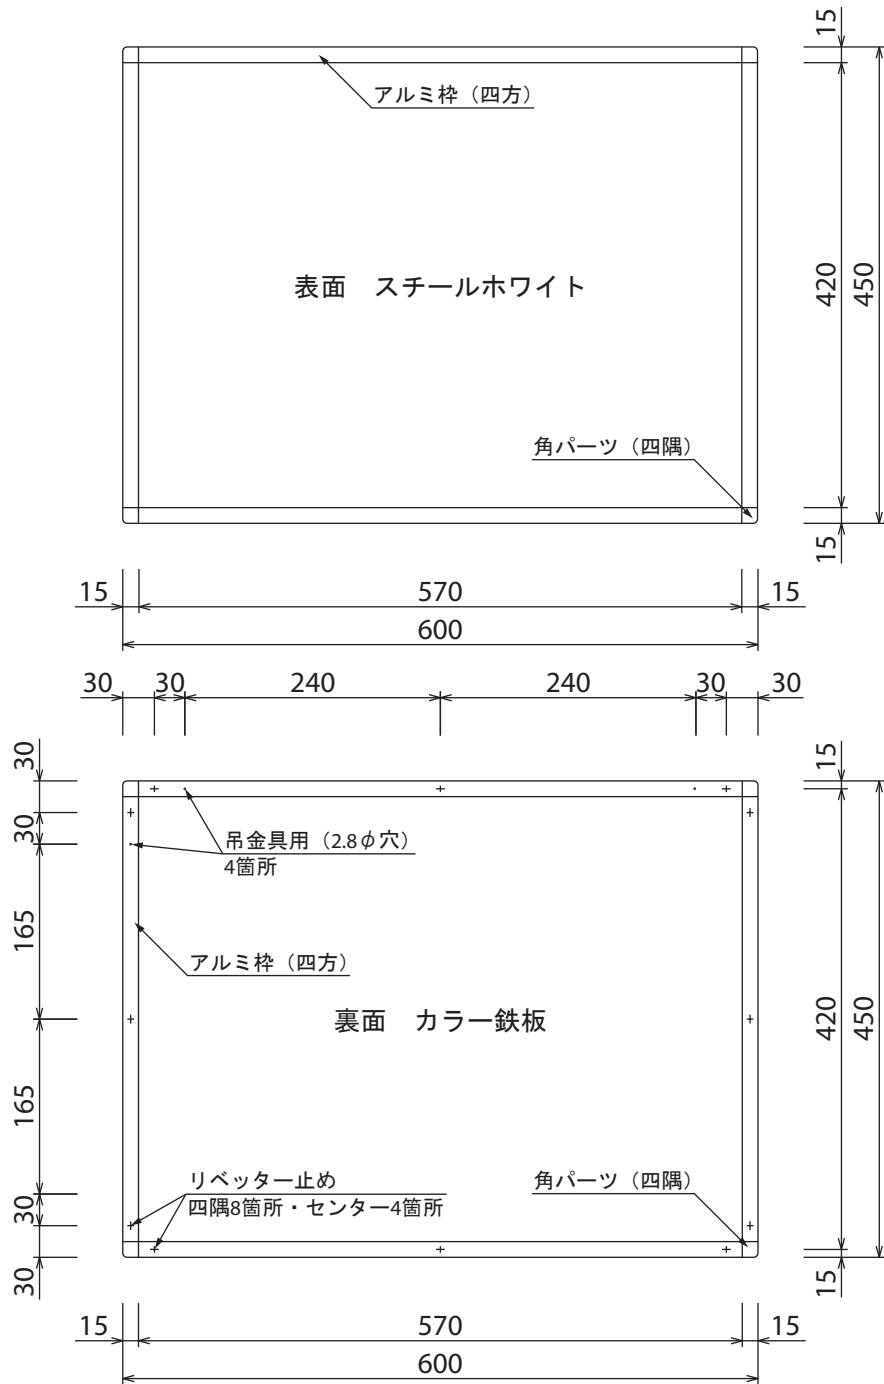 15
アルミ枠（四方）
表面　スチールホワイト
420
450
角パーツ（四隅）
15
15
570
15
600
30
30
240
240
30
30
30
15
30
吊金具用（2.8φ穴）
4箇所
165
アルミ枠（四方）
裏面　カラー鉄板
420
450
165
リベッター止め
四隅8箇所・センター4箇所
角パーツ（四隅）
30
30
15
15
570
15
600